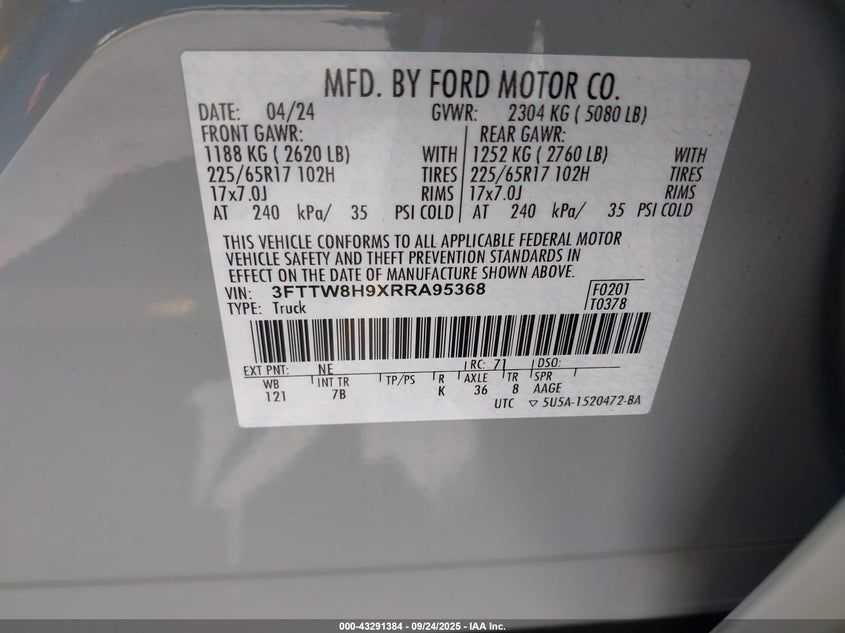 MFD. BY FORD MOTOR CO.
DATE: 04/24 GVWR: 2304 KG ( 5080 LB)
FRONT GAWR: REAR GAWR:
1188 KG ( 2620 LB) WITH 1252 KG ( 2760 LB) WITH
225/65R17 102H TIRES 225/65R17 102H TIRES
17x7.0J RIMS 17x7.0J RIMS
AT 240 kPa/ 35 PSI COLD AT 240 kPa/ 35 PSI COLD
THIS VEHICLE CONFORMS TO ALL APPLICABLE FEDERAL MOTOR
VEHICLE SAFETY AND THEFT PREVENTION STANDARDS IN
EFFECT ON THE DATE OF MANUFACTURE SHOWN ABOVE.
VIN: 3FTTW8H9XRRA95368 F0201
TYPE: Truck T0378
EXT PNT: NE RC: 71 DSO:
WB INT TR TP/PS R AXLE TR SPR
121 7B K 36 8 AAGE
UTC ▽ 5U5A-1520472-BA
000-43291384 - 09/24/2025 - IAA Inc.